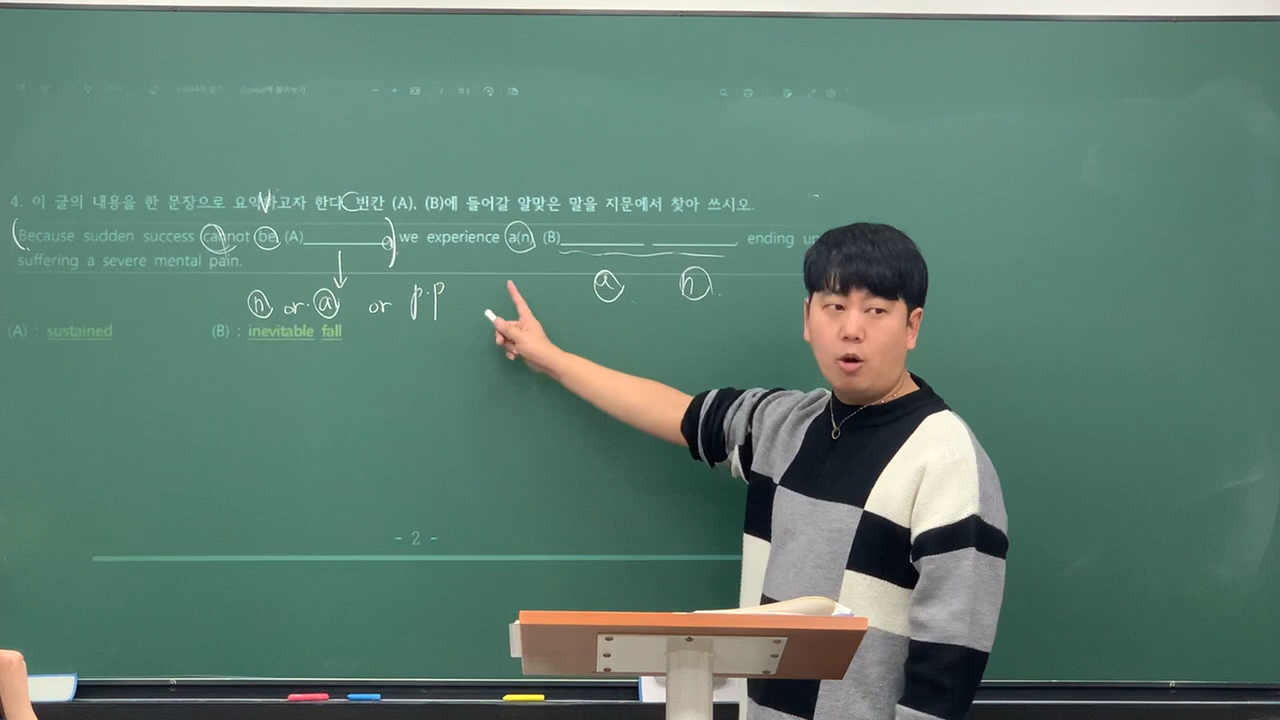 4. 이 글의 내용을 한 문장으로 요약하고자 한다. 빈칸 (A), (B)에 들어갈 알맞은 말을 지문에서 찾아 쓰시오.
V
(Because sudden success cannot be (A)____________) we experience a(n) (B)__________ __________ ending up
suffering a severe mental pain.
a n
n or a or p.p
(A) : sustained (B) : inevitable fall
- 2 -